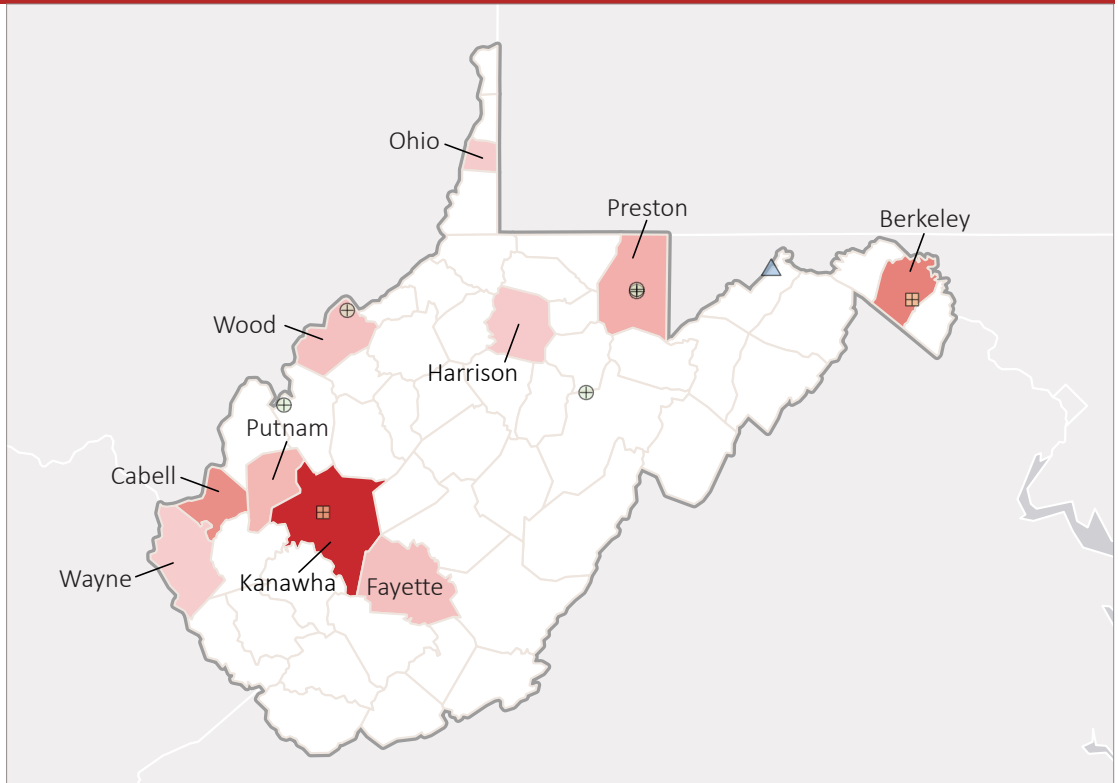 Ohio
Preston
Berkeley
Wood
Harrison
Putnam
Cabell
Wayne
Kanawha
Fayette